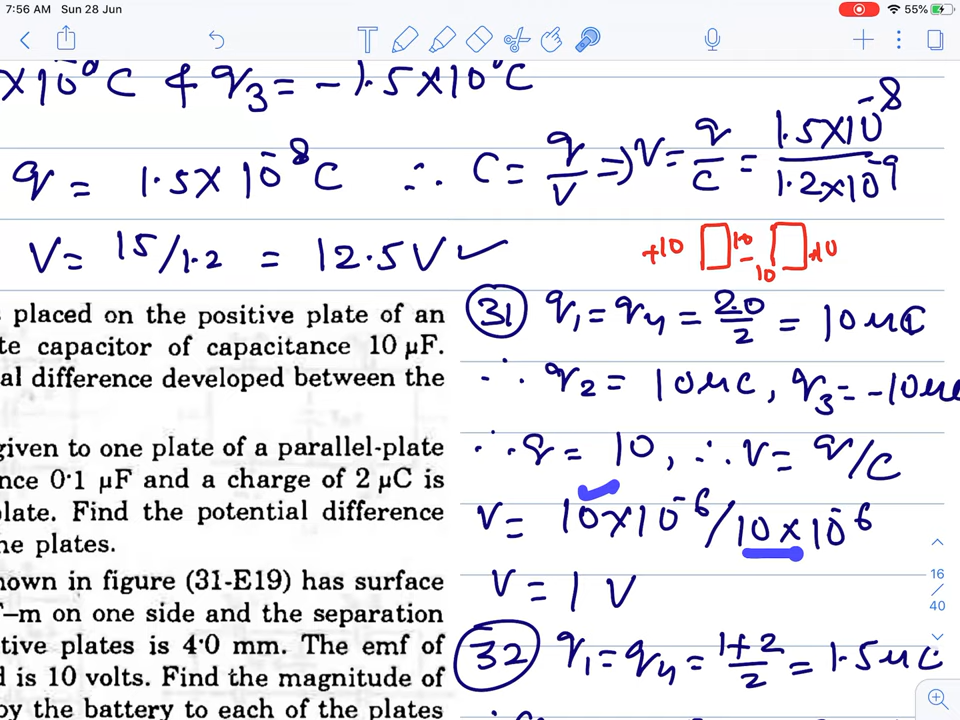 7:56 AM Sun 28 Jun
55%
×10⁻⁸ C & q₃ = -1.5×10⁻⁸C
q = 1.5×10⁻⁸C ∴ C = q/V ⇒ V = q/C = 1.5×10⁻⁸/1.2×10⁻⁹
V = 15/1.2 = 12.5V ✓
+10 10 -10 +10
placed on the positive plate of an
te capacitor of capacitance 10 μF.
al difference developed between the
(31) q₁ = q₄ = 20/2 = 10μC
∴ q₂ = 10μC, q₃ = -10μC
∴ q = 10, ∴ V = q/C
V = 10×10⁻⁶/10×10⁻⁶
V = 1 V
given to one plate of a parallel-plate
nce 0·1 μF and a charge of 2 μC is
late. Find the potential difference
he plates.
nown in figure (31-E19) has surface
–m on one side and the separation
tive plates is 4·0 mm. The emf of
d is 10 volts. Find the magnitude of
by the battery to each of the plates
(32) q₁ = q₄ = 1+2/2 = 1.5μC
16
/
40